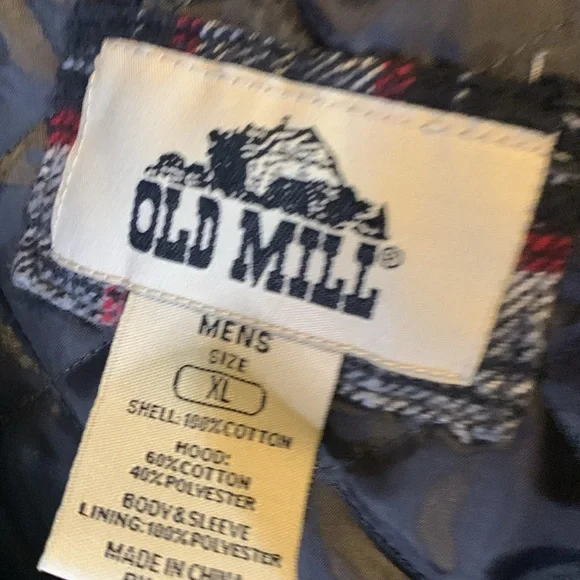 OLD MILL®
MENS
SIZE
XL
SHELL: 100% COTTON
HOOD:
60% COTTON
40% POLYESTER
BODY & SLEEVE
LINING: 100% POLYESTER
MADE IN CHINA